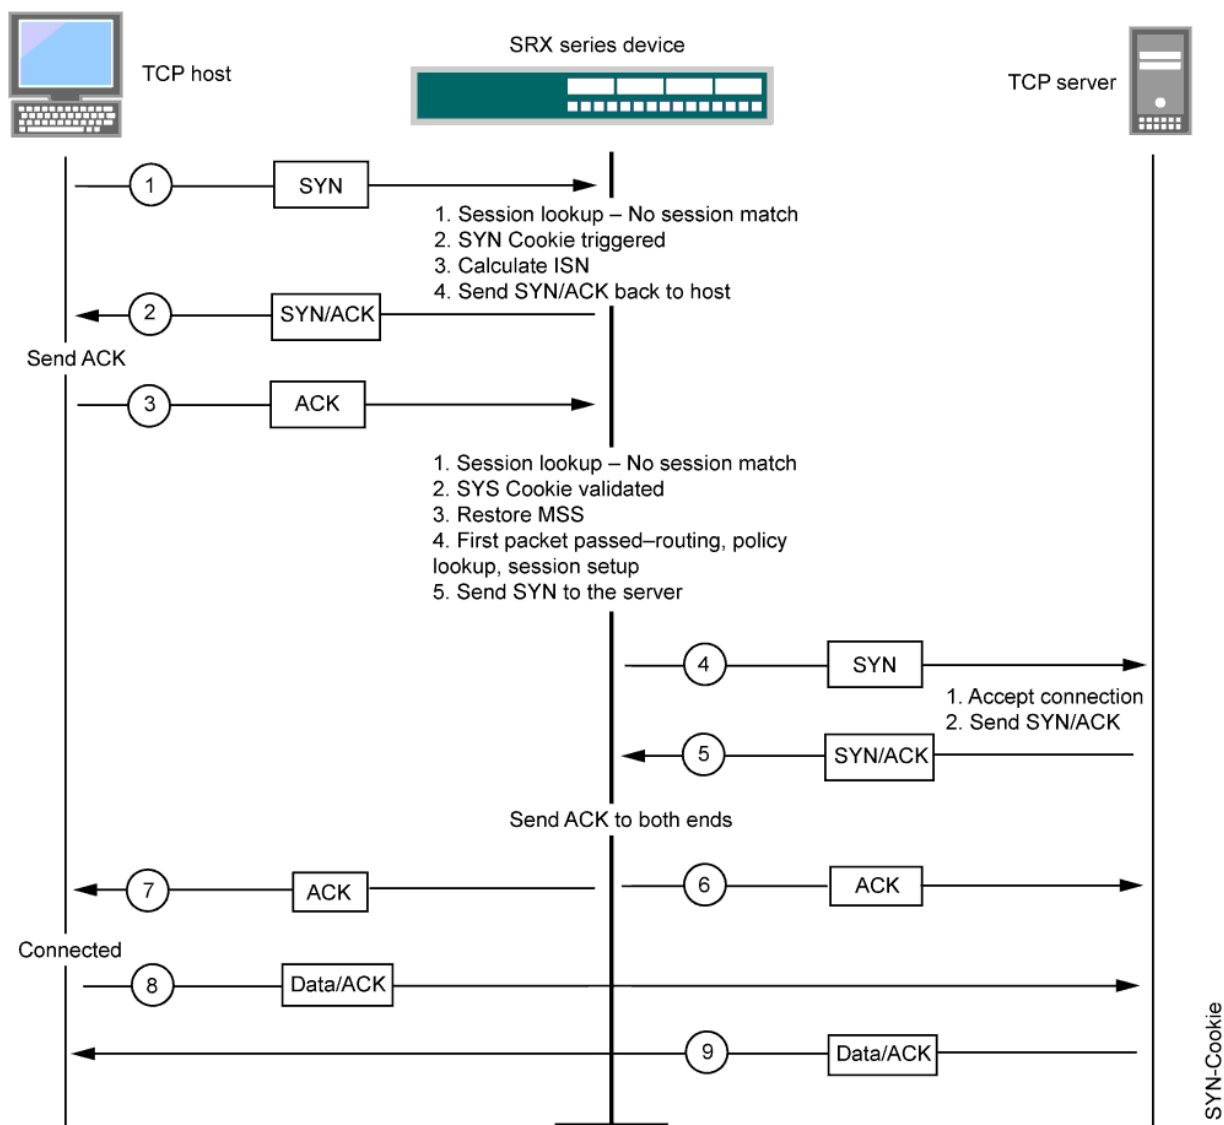 SRX series device
TCP host
TCP server
1
SYN
1. Session lookup – No session match
2. SYN Cookie triggered
3. Calculate ISN
4. Send SYN/ACK back to host
2
SYN/ACK
Send ACK
3
ACK
1. Session lookup – No session match
2. SYS Cookie validated
3. Restore MSS
4. First packet passed–routing, policy
lookup, session setup
5. Send SYN to the server
4
SYN
1. Accept connection
2. Send SYN/ACK
5
SYN/ACK
Send ACK to both ends
7
ACK
6
ACK
Connected
8
Data/ACK
9
Data/ACK
SYN-Cookie